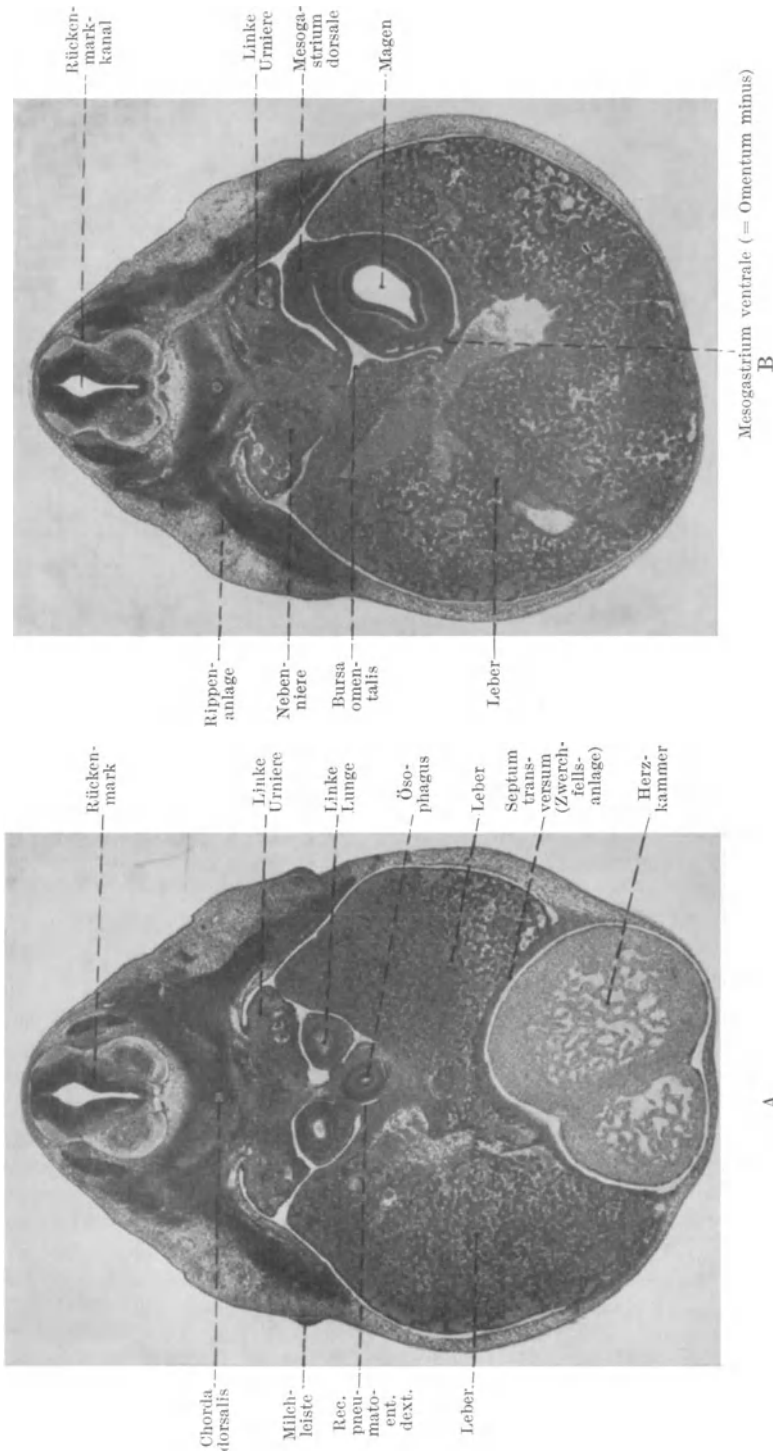 Rücken-
mark
Linke
Urniere
Linke
Lunge
Öso-
phagus
Leber
Septum
trans-
versum
(Zwerch-
fells-
anlage)
Herz-
kammer
Chorda
dorsalis
Milch-
leiste
Rec.
pneu-
mato-
ent.
dext.
Leber
A
Rücken-
mark-
kanal
Linke
Urniere
Mesoga-
strium
dorsale
Magen
Rippen-
anlage
Neben-
niere
Bursa
omen-
talis
Leber
Mesogastrium ventrale (= Omentum minus)
B